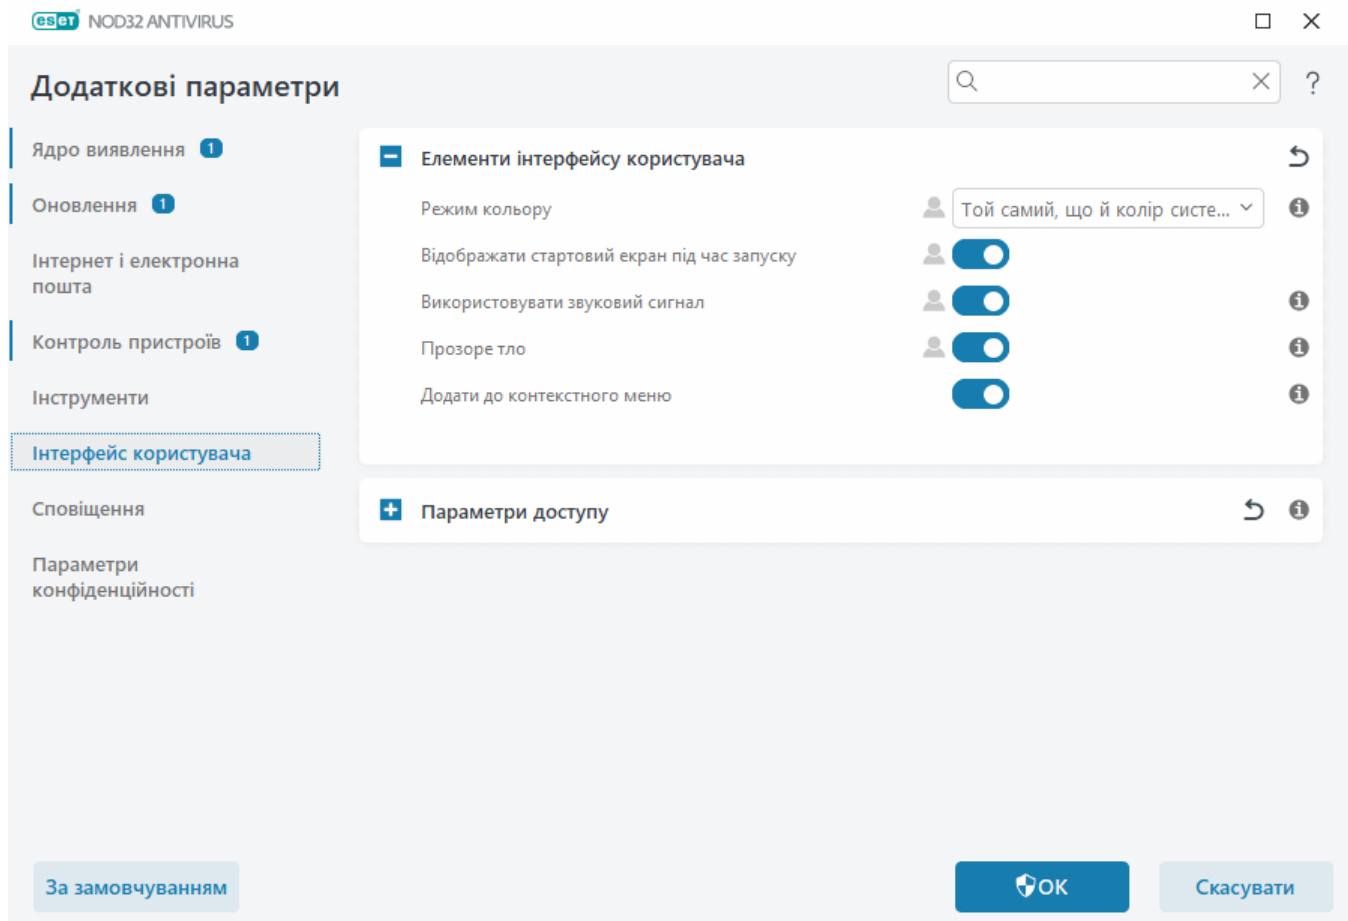 eset NOD32 ANTIVIRUS
Додаткові параметри
?
Ядро виявлення 1
Оновлення 1
Інтернет і електронна
пошта
Контроль пристроїв 1
Інструменти
Інтерфейс користувача
Сповіщення
Параметри
конфіденційності
Елементи інтерфейсу користувача
Режим кольору
Той самий, що й колір систе...
Відображати стартовий екран під час запуску
Використовувати звуковий сигнал
Прозоре тло
Додати до контекстного меню
Параметри доступу
За замовчуванням
ОК
Скасувати